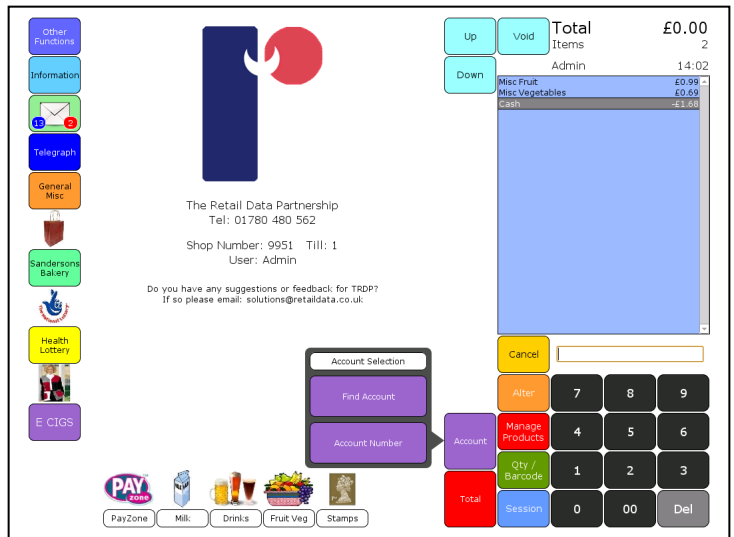 Other
Functions
Information
13
2
Telegraph
General
Misc
Sandersons
Bakery
The National Lottery
Health
Lottery
E CIGS
The Retail Data Partnership
Tel: 01780 480 562
Shop Number: 9951 Till: 1
User: Admin
Do you have any suggestions or feedback for TRDP?
If so please email: solutions@retaildata.co.uk
Account Selection
Find Account
Account Number
PAY
zone
PayZone
Milk
Drinks
Fruit Veg
Stamps
Up
Void
Down
Total £0.00
Items 2
Admin 14:02
Misc Fruit £0.99
Misc Vegetables £0.69
Cash -£1.68
Cancel
Alter
7
8
9
Account
Manage
Products
4
5
6
Qty /
Barcode
1
2
3
Total
Session
0
00
Del